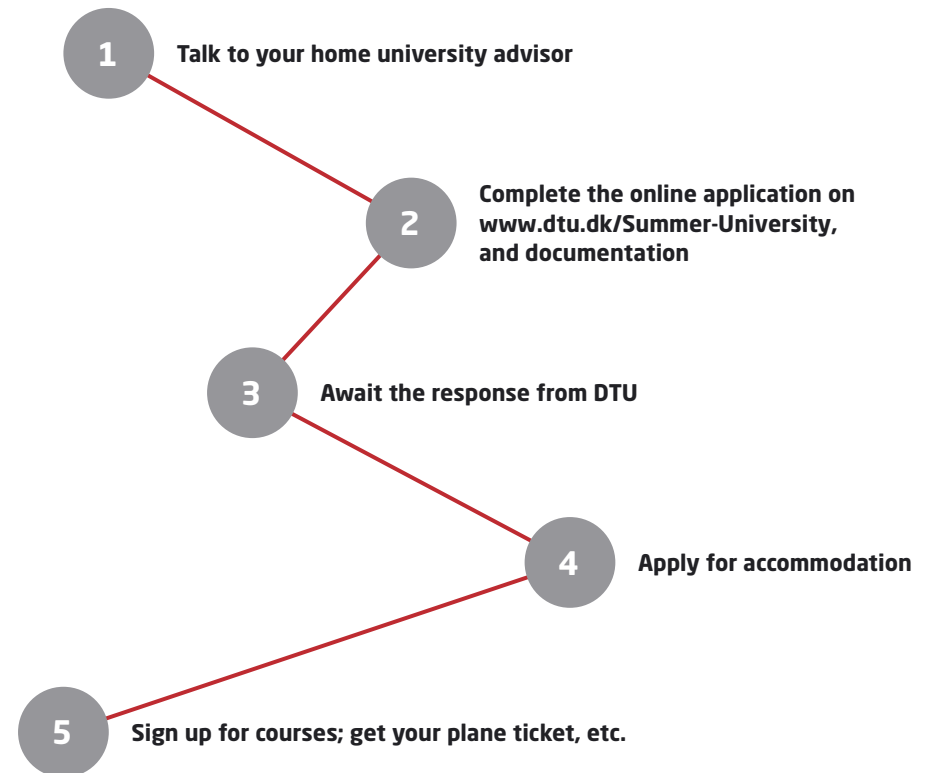 1
Talk to your home university advisor
2
Complete the online application on
www.dtu.dk/Summer-University,
and documentation
3
Await the response from DTU
4
Apply for accommodation
5
Sign up for courses; get your plane ticket, etc.